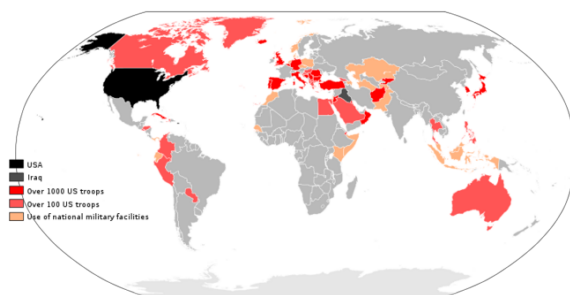 USA
Iraq
Over 1000 US troops
Over 100 US troops
Use of national military facilities